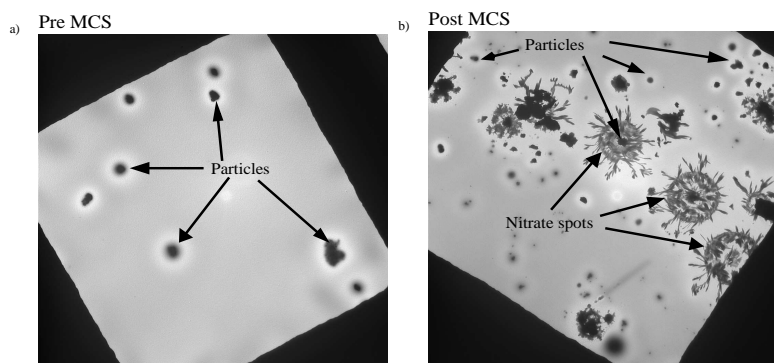 a)
Pre MCS
Particles
b)
Post MCS
Particles
Nitrate spots